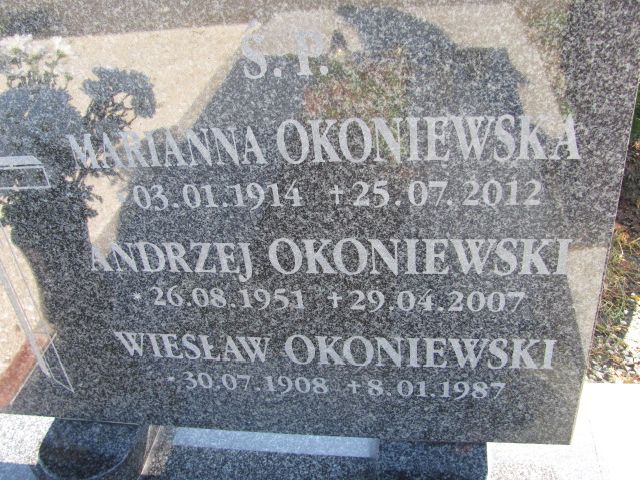 Ś.P.
MARIANNA OKONIEWSKA
03.01.1914 +25.07.2012
ANDRZEJ OKONIEWSKI
*26.08.1951 +29.04.2007
WIESŁAW OKONIEWSKI
*30.07.1908 +8.01.1987